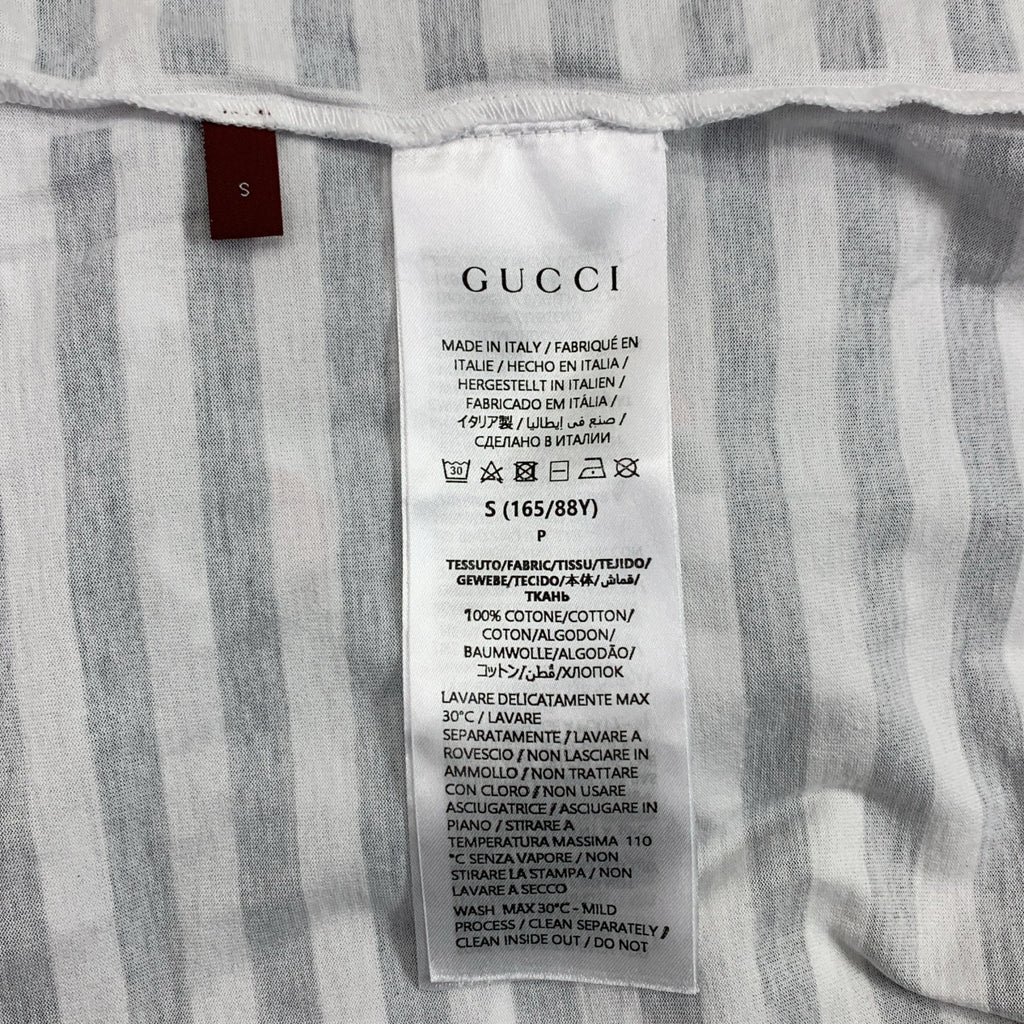 S
GUCCI
MADE IN ITALY / FABRIQUÉ EN
ITALIE / HECHO EN ITALIA /
HERGESTELLT IN ITALIEN /
FABRICADO EM ITÁLIA /
イタリア製 / صنع في إيطاليا /
СДЕЛАНО В ИТАЛИИ
30
S (165/88Y)
P
TESSUTO/FABRIC/TISSU/TEJIDO/
GEWEBE/TECIDO/本体/قماش/
ТКАНЬ
100% COTONE/COTTON/
COTON/ALGODON/
BAUMWOLLE/ALGODÃO/
コットン/قُطن/ХЛОПОК
LAVARE DELICATAMENTE MAX
30°C / LAVARE
SEPARATAMENTE / LAVARE A
ROVESCIO / NON LASCIARE IN
AMMOLLO / NON TRATTARE
CON CLORO / NON USARE
ASCIUGATRICE / ASCIUGARE IN
PIANO / STIRARE A
TEMPERATURA MASSIMA 110
°C SENZA VAPORE / NON
STIRARE LA STAMPA / NON
LAVARE A SECCO
WASH MAX 30°C - MILD
PROCESS / CLEAN SEPARATELY /
CLEAN INSIDE OUT / DO NOT